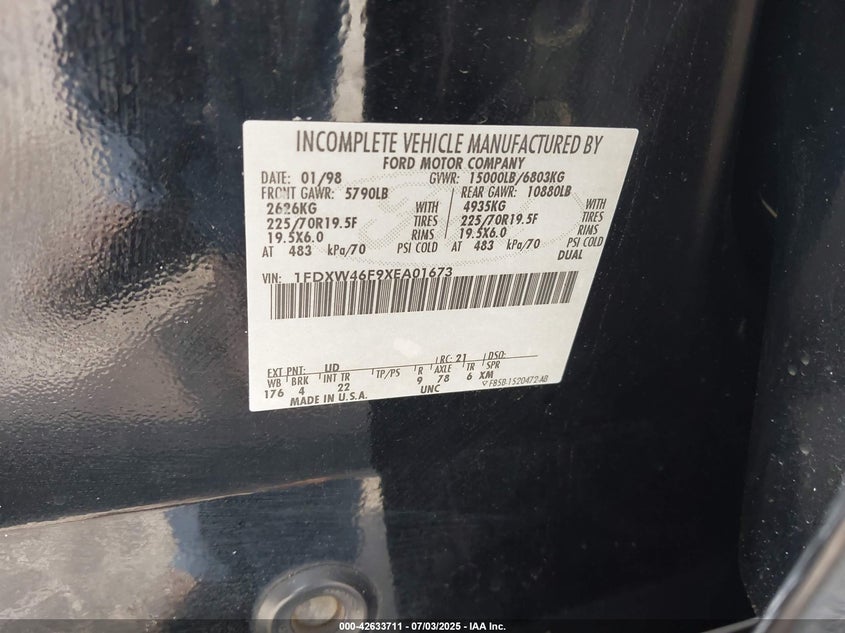 INCOMPLETE VEHICLE MANUFACTURED BY
FORD MOTOR COMPANY
DATE: 01/98 GVWR: 15000LB/6803KG
FRONT GAWR: 5790LB REAR GAWR: 10880LB
2626KG WITH 4935KG WITH
225/70R19.5F TIRES 225/70R19.5F TIRES
19.5X6.0 RIMS 19.5X6.0 RIMS
AT 483 kPa/70 PSI COLD AT 483 kPa/70 PSI COLD
DUAL
VIN: 1FDXW46F9XEA01673
EXT PNT: UD RC: 21 DSO:
WB BRK INT TR TP/PS R AXLE TR SPR
176 4 22 9 78 6 XM
MADE IN U.S.A. UNC F85B-1520472-AB
000-42633711 - 07/03/2025 - IAA Inc.